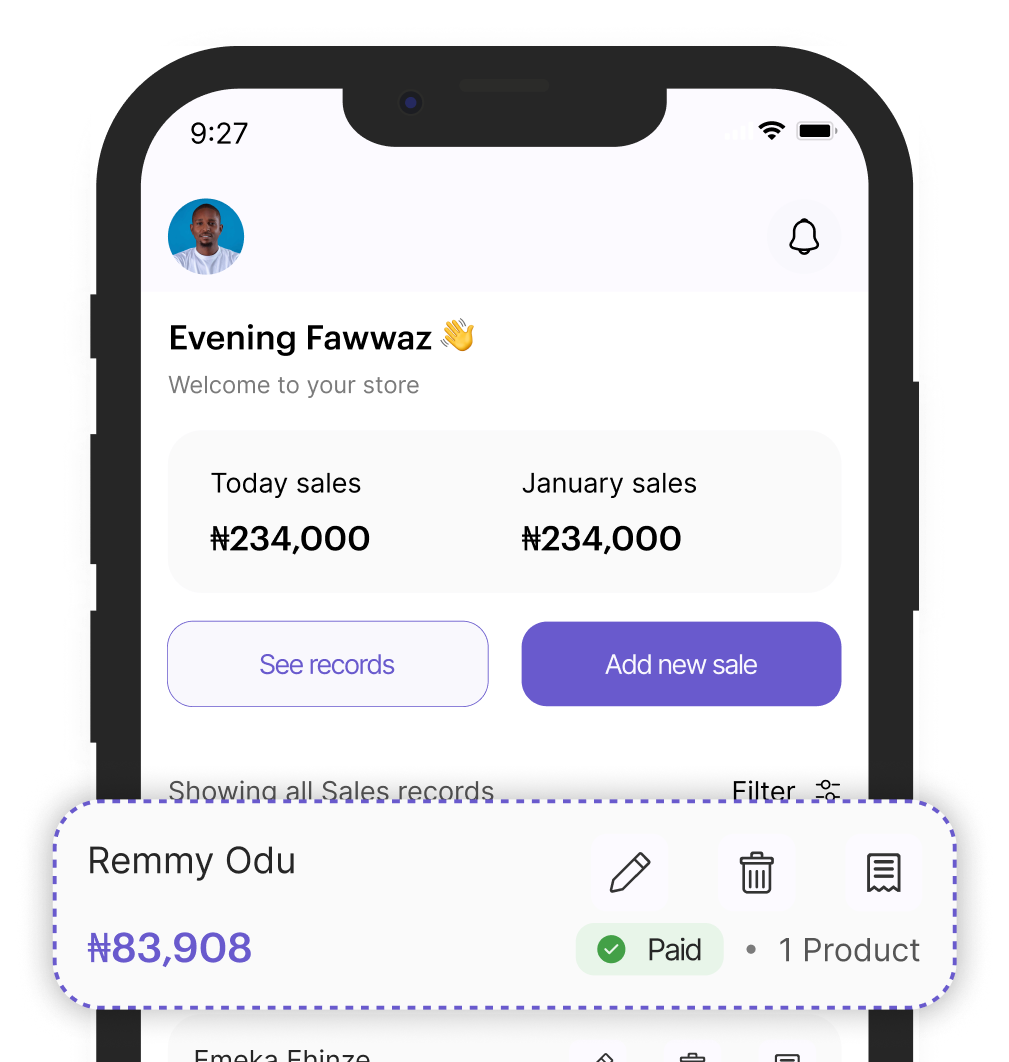 9:27
Evening Fawwaz 👋
Welcome to your store
Today sales January sales
₦234,000 ₦234,000
See records Add new sale
Showing all Sales records Filter
Remmy Odu
₦83,908 Paid • 1 Product
Emeka Ehinze